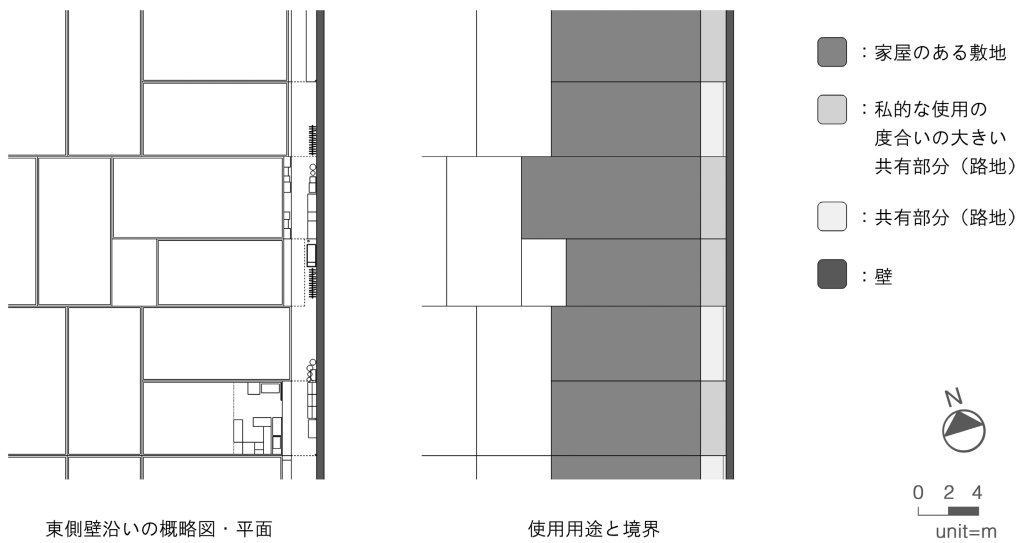 ：家屋のある敷地
：私的な使用の
度合いの大きい
共有部分（路地）
：共有部分（路地）
：壁
N
0 2 4
unit=m
東側壁沿いの概略図・平面
使用用途と境界